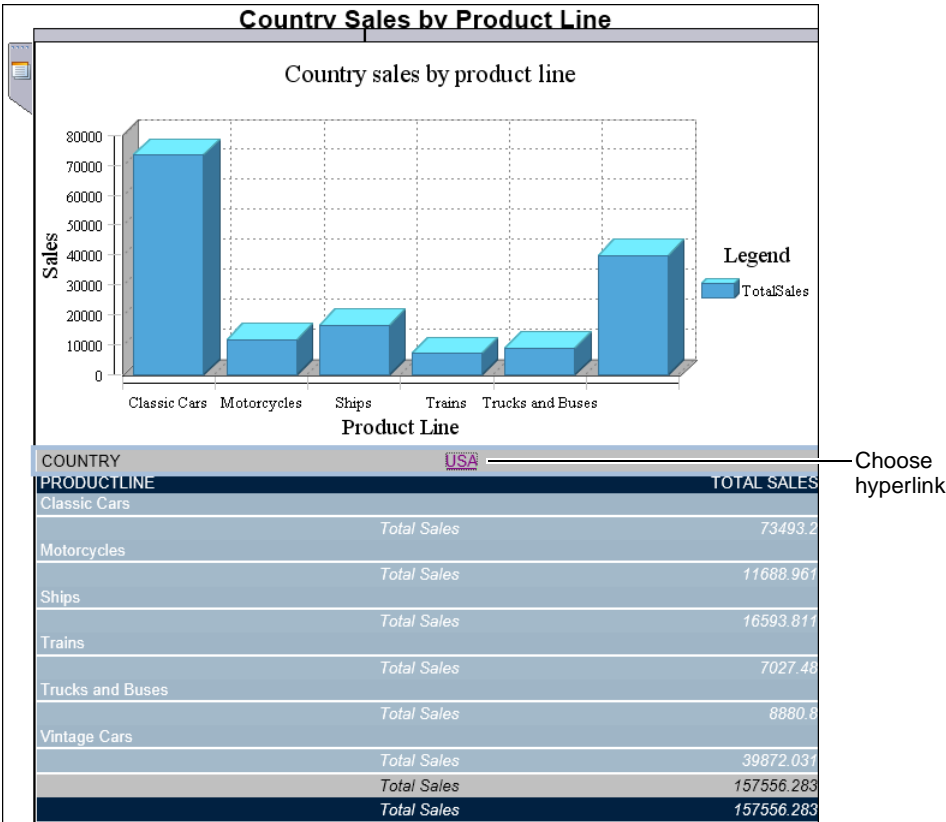 Country Sales by Product Line
Country sales by product line
80000
70000
60000
50000
40000
30000
20000
10000
0
Sales
Classic Cars Motorcycles Ships Trains Trucks and Buses
Product Line
Legend
TotalSales
COUNTRY USA
Choose
hyperlink
PRODUCTLINE TOTAL SALES
Classic Cars
Total Sales 73493.2
Motorcycles
Total Sales 11688.961
Ships
Total Sales 16593.811
Trains
Total Sales 7027.48
Trucks and Buses
Total Sales 8880.8
Vintage Cars
Total Sales 39872.031
Total Sales 157556.283
Total Sales 157556.283